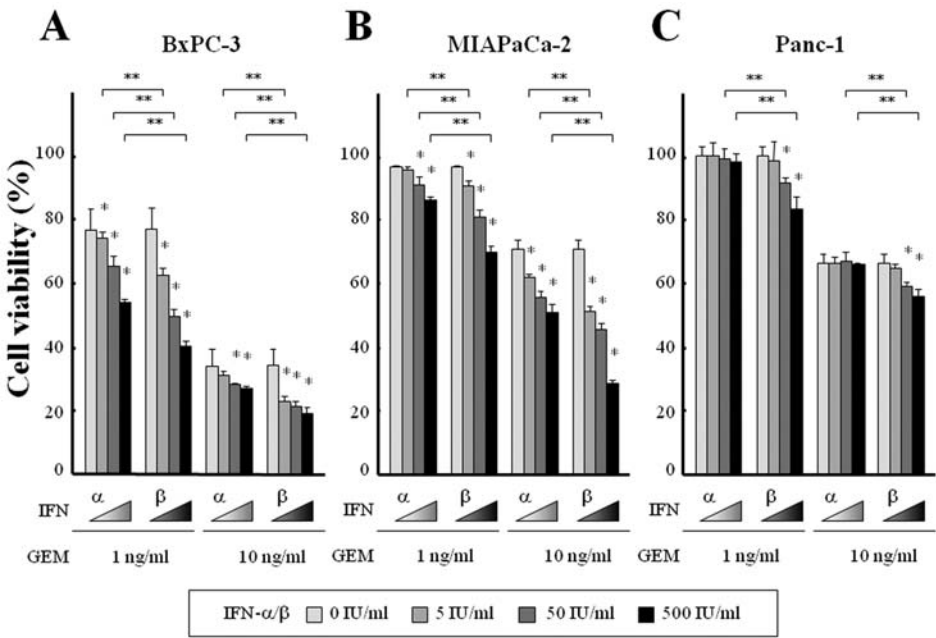 A B C
BxPC-3 MIAPaCa-2 Panc-1
** ** ** ** ** **
** ** ** ** ** **
** ** ** **
Cell viability (%)
100 100 100
80 80 80
60 60 60
40 40 40
20 20 20
0 0 0
* * * * * *
* * * * *
* * * * *
* * * * * *
* * * * *
* *
* *
IFN α β α β IFN α β α β IFN α β α β
GEM 1 ng/ml 10 ng/ml GEM 1 ng/ml 10 ng/ml GEM 1 ng/ml 10 ng/ml
IFN-α/β 0 IU/ml 5 IU/ml 50 IU/ml 500 IU/ml